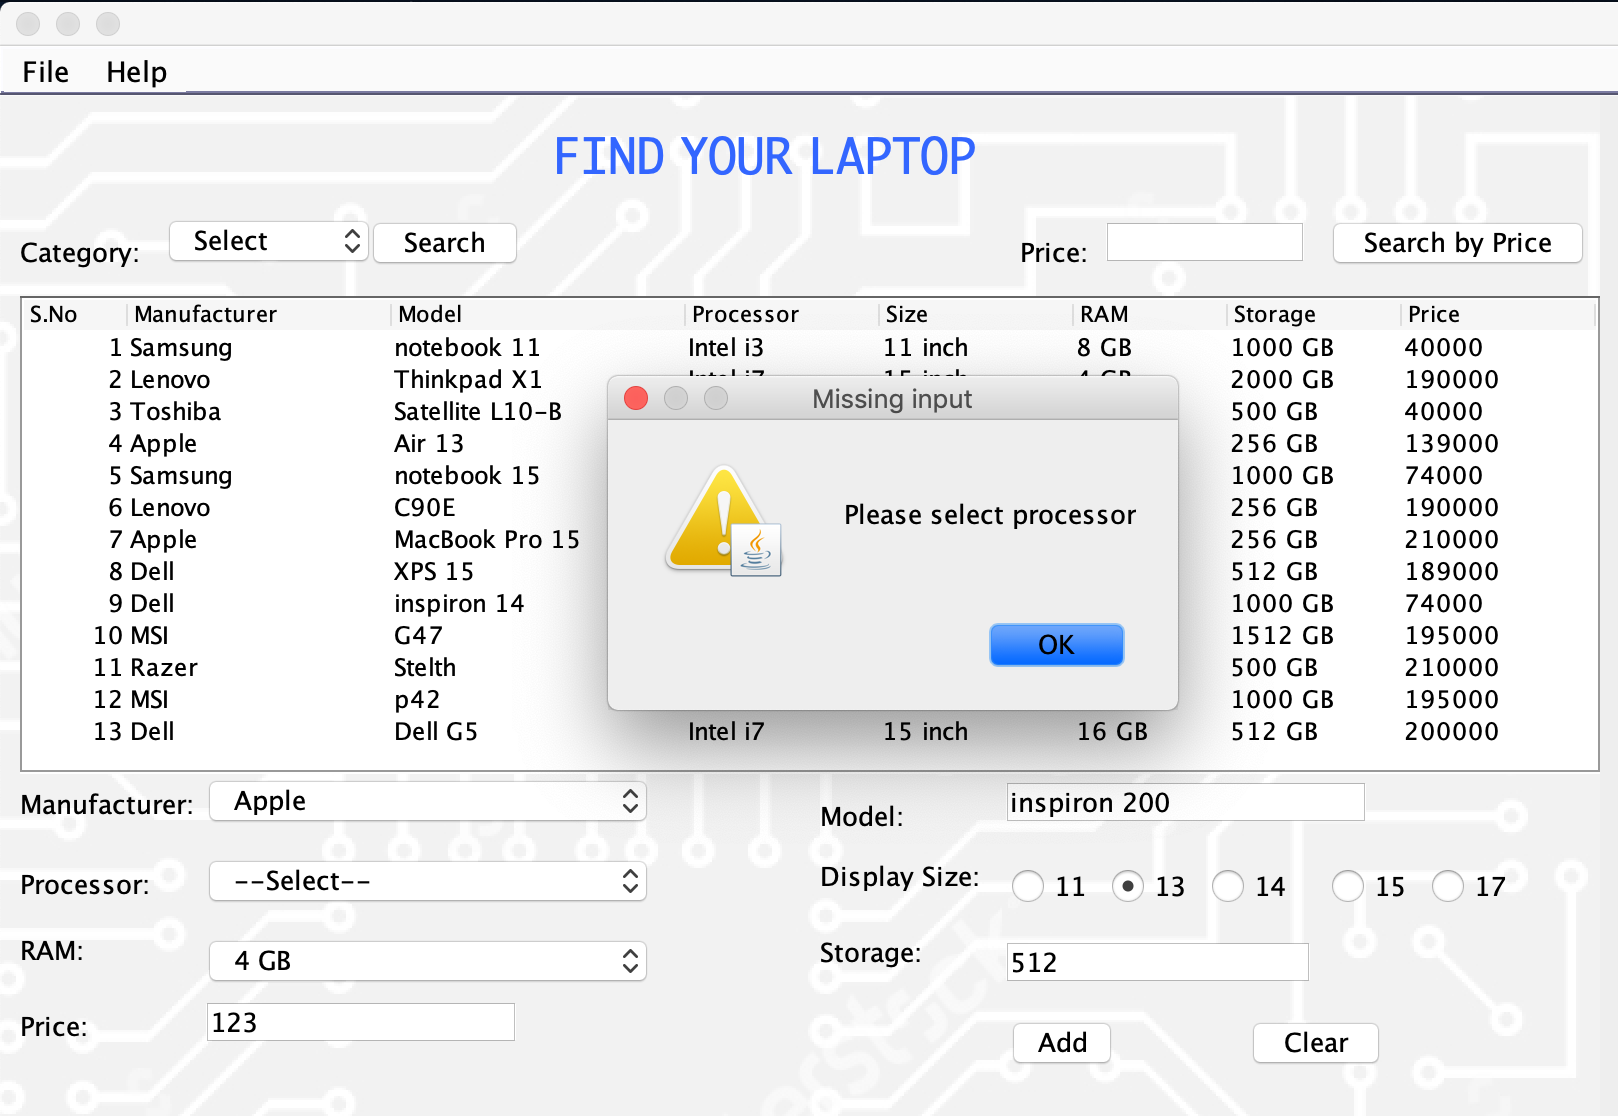 File Help
FIND YOUR LAPTOP
Category: Select Search Price: Search by Price
S.No Manufacturer Model Processor Size RAM Storage Price
1 Samsung notebook 11 Intel i3 11 inch 8 GB 1000 GB 40000
2 Lenovo Thinkpad X1 Intel i7 15 inch 4 GB 2000 GB 190000
3 Toshiba Satellite L10-B 500 GB 40000
4 Apple Air 13 256 GB 139000
5 Samsung notebook 15 1000 GB 74000
6 Lenovo C90E 256 GB 190000
7 Apple MacBook Pro 15 256 GB 210000
8 Dell XPS 15 512 GB 189000
9 Dell inspiron 14 1000 GB 74000
10 MSI G47 1512 GB 195000
11 Razer Stelth 500 GB 210000
12 MSI p42 1000 GB 195000
13 Dell Dell G5 Intel i7 15 inch 16 GB 512 GB 200000
Missing input
Please select processor
OK
Manufacturer: Apple Model: inspiron 200
Processor: --Select-- Display Size: 11 13 14 15 17
RAM: 4 GB Storage: 512
Price: 123 Add Clear